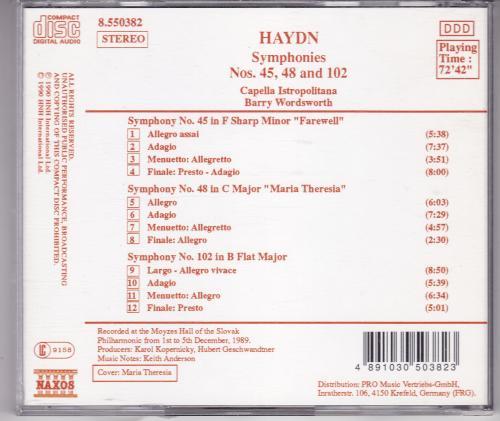 COMPACT
disc
DIGITAL AUDIO
8.550382
STEREO
HAYDN
Symphonies
Nos. 45, 48 and 102
Capella Istropolitana
Barry Wordsworth
DDD
Playing
Time :
72'42"
ALL RIGHTS RESERVED.
UNAUTHORISED PUBLIC
PERFORMANCE, BROADCASTING
AND COPYING OF THIS
COMPACT DISC PROHIBITED.
℗ 1990 HNH International Ltd.
© 1990 HNH International Ltd.
Symphony No. 45 in F Sharp Minor "Farewell"
1 Allegro assai (5:38)
2 Adagio (7:37)
3 Menuetto: Allegretto (3:51)
4 Finale: Presto - Adagio (8:00)
Symphony No. 48 in C Major "Maria Theresia"
5 Allegro (6:03)
6 Adagio (7:29)
7 Menuetto: Allegretto (4:57)
8 Finale: Allegro (2:30)
Symphony No. 102 in B Flat Major
9 Largo - Allegro vivace (8:50)
10 Adagio (5:39)
11 Menuetto: Allegro (6:34)
12 Finale: Presto (5:01)
LC 9158
NAXOS
Recorded at the Moyzes Hall of the Slovak
Philharmonic from 1st to 5th December, 1989.
Producers: Karol Kopernicky, Hubert Geschwandtner
Music Notes: Keith Anderson
Cover: Maria Theresia
4 891030 503823
Distribution: PRO Music Vertriebs-GmbH,
Inratherstr. 106, 4150 Krefeld, Germany (FRG).